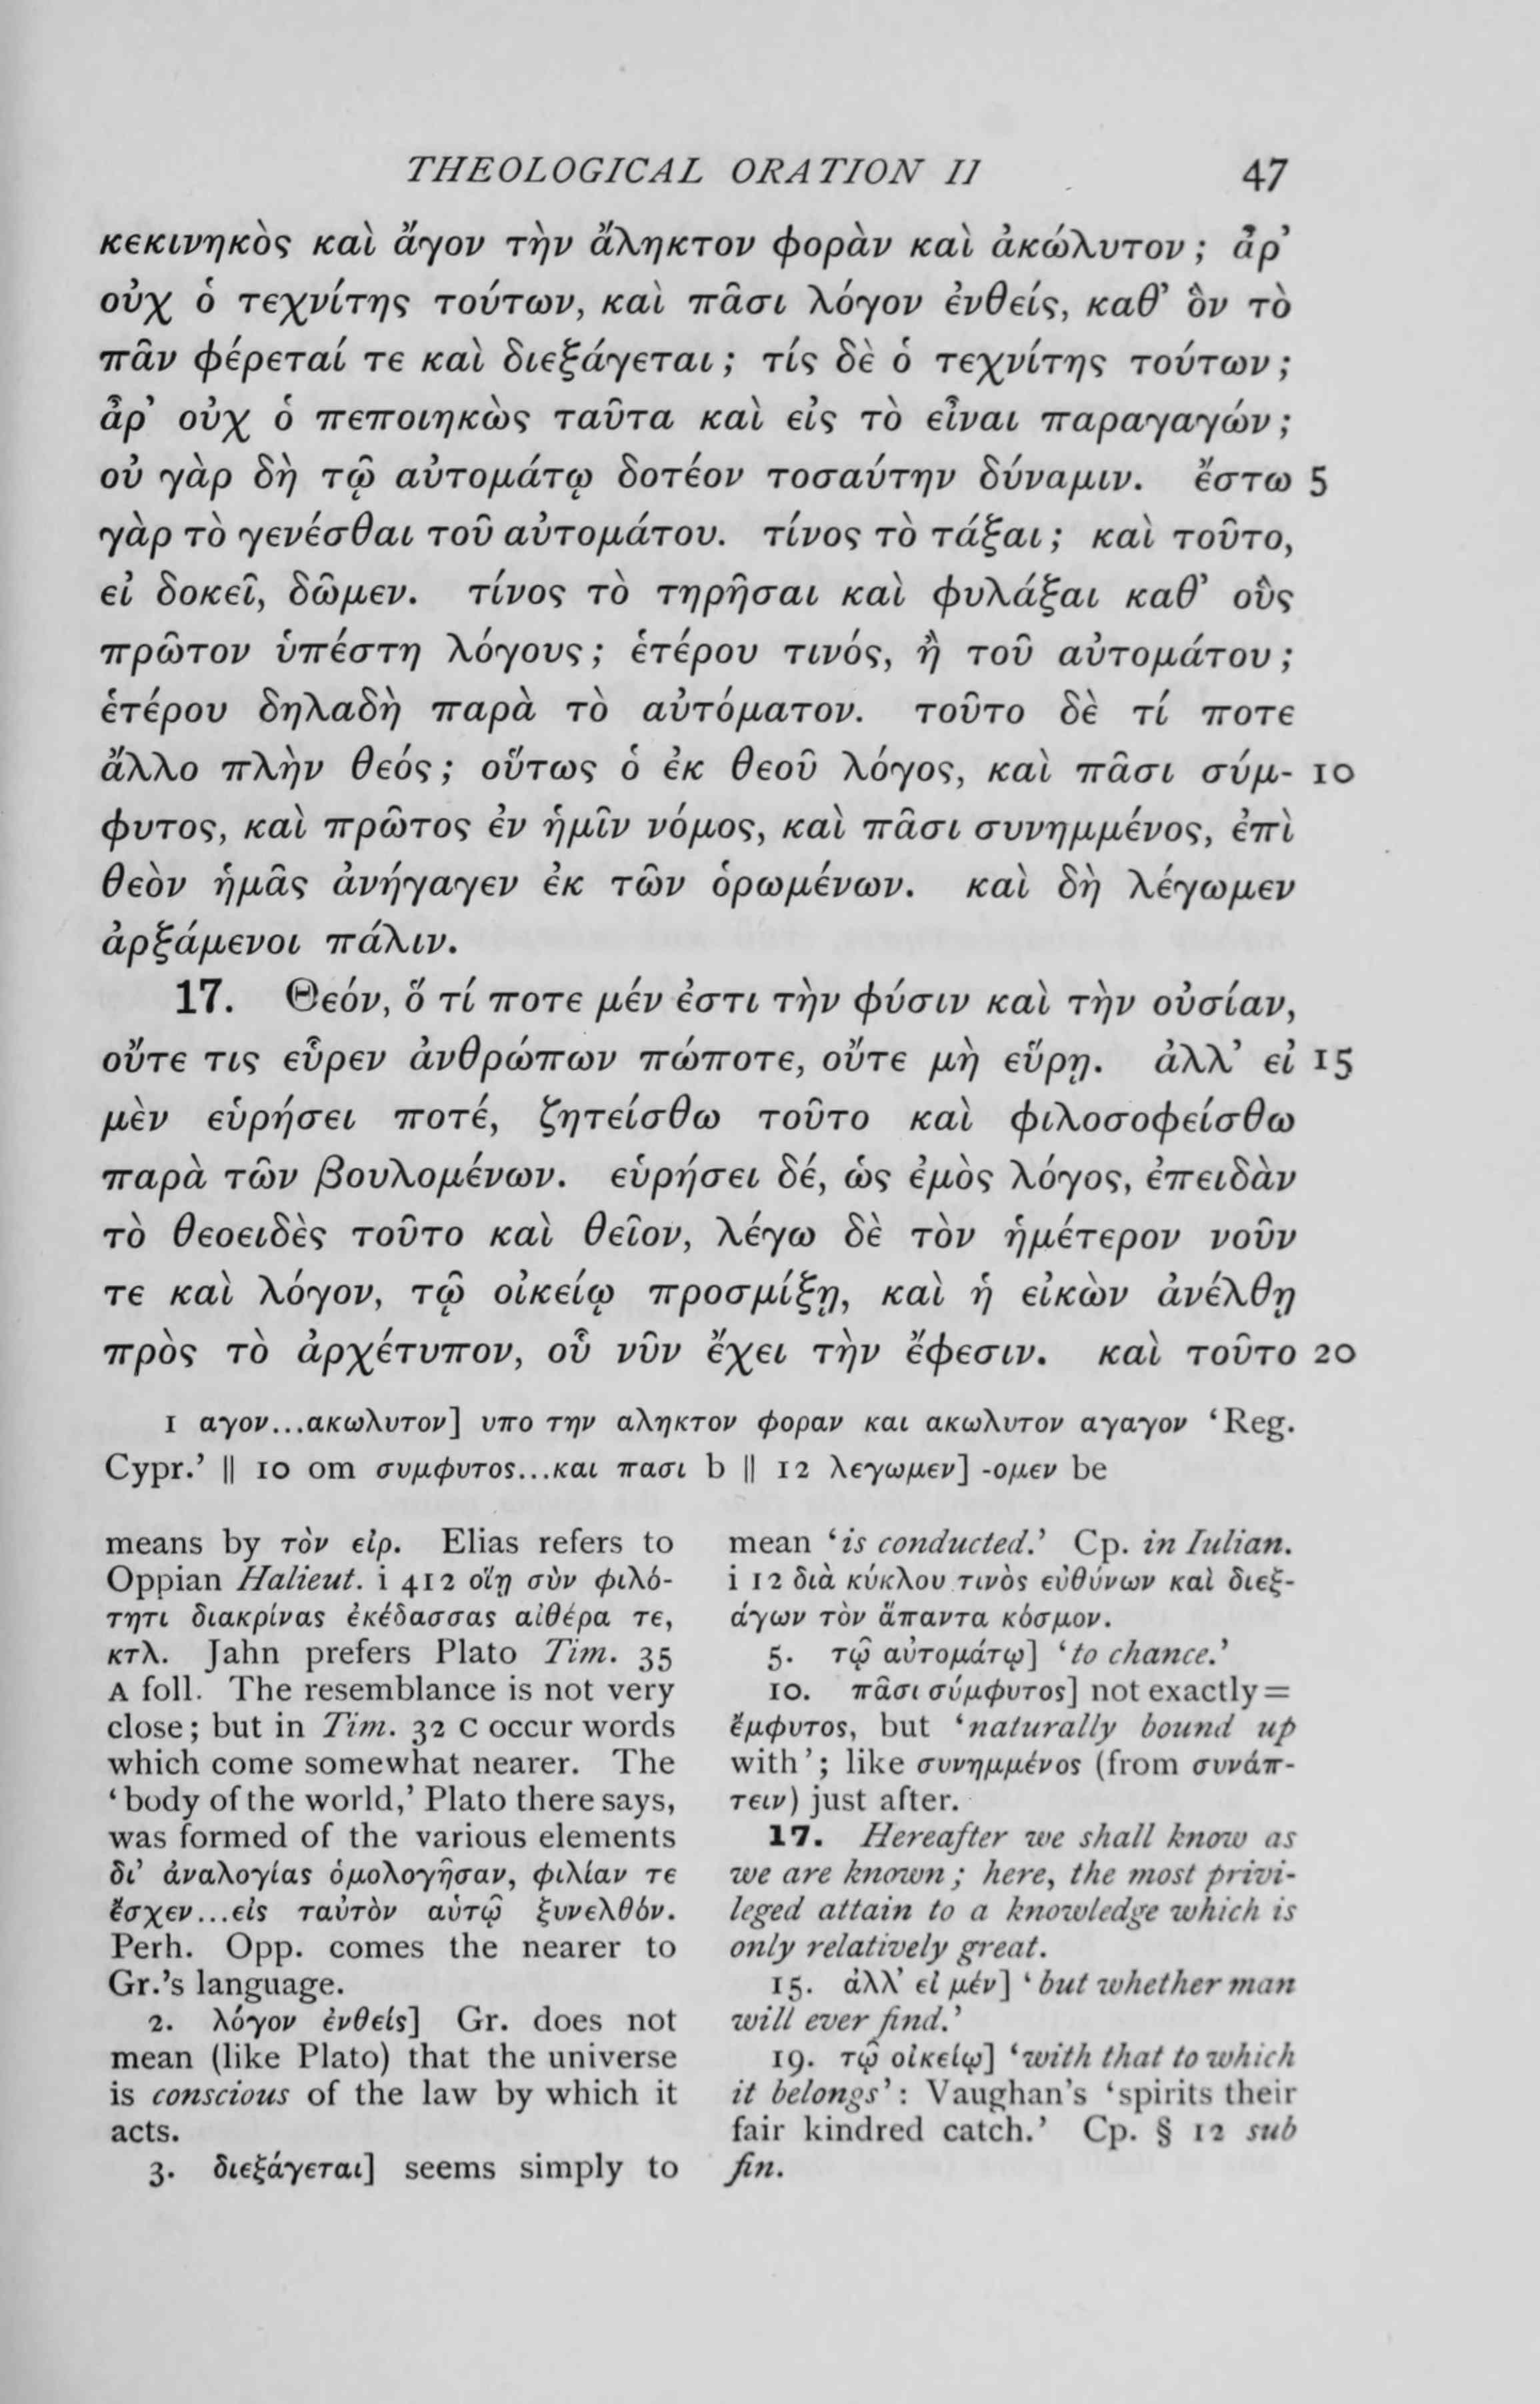 THEOLOGICAL ORATION II 47
κεκινηκὸς καὶ ἄγον τὴν ἄληκτον φορὰν καὶ ἀκώλυτον; ἆρ’
οὐχ ὁ τεχνίτης τούτων, καὶ πᾶσι λόγον ἐνθείς, καθ’ ὃν τὸ
πᾶν φέρεταί τε καὶ διεξάγεται; τίς δὲ ὁ τεχνίτης τούτων;
ἆρ’ οὐχ ὁ πεποιηκὼς ταῦτα καὶ εἰς τὸ εἶναι παραγαγών;
οὐ γὰρ δὴ τῷ αὐτομάτῳ δοτέον τοσαύτην δύναμιν. ἔστω 5
γὰρ τὸ γενέσθαι τοῦ αὐτομάτου. τίνος τὸ τάξαι; καὶ τοῦτο,
εἰ δοκεῖ, δῶμεν. τίνος τὸ τηρῆσαι καὶ φυλάξαι καθ’ οὓς
πρῶτον ὑπέστη λόγους; ἑτέρου τινός, ἢ τοῦ αὐτομάτου;
ἑτέρου δηλαδὴ παρὰ τὸ αὐτόματον. τοῦτο δὲ τί ποτε
ἄλλο πλὴν θεός; οὕτως ὁ ἐκ θεοῦ λόγος, καὶ πᾶσι σύμ- 10
φυτος, καὶ πρῶτος ἐν ἡμῖν νόμος, καὶ πᾶσι συνημμένος, ἐπὶ
θεὸν ἡμᾶς ἀνήγαγεν ἐκ τῶν ὁρωμένων. καὶ δὴ λέγωμεν
ἀρξάμενοι πάλιν.
17. Θεόν, ὅ τί ποτε μέν ἐστι τὴν φύσιν καὶ τὴν οὐσίαν,
οὔτε τις εὗρεν ἀνθρώπων πώποτε, οὔτε μὴ εὕρῃ. ἀλλ’ εἰ 15
μὲν εὑρήσει ποτέ, ζητείσθω τοῦτο καὶ φιλοσοφείσθω
παρὰ τῶν βουλομένων. εὑρήσει δέ, ὡς ἐμὸς λόγος, ἐπειδὰν
τὸ θεοειδὲς τοῦτο καὶ θεῖον, λέγω δὲ τὸν ἡμέτερον νοῦν
τε καὶ λόγον, τῷ οἰκείῳ προσμίξῃ, καὶ ἡ εἰκὼν ἀνέλθῃ
πρὸς τὸ ἀρχέτυπον, οὗ νῦν ἔχει τὴν ἔφεσιν. καὶ τοῦτο 20
1 αγον...ακωλυτον] υπο την αληκτον φοραν και ακωλυτον αγαγον ‘Reg.
Cypr.’ || 10 om συμφυτος...και πασι b || 12 λεγωμεν] -ομεν be
means by τὸν εἰρ. Elias refers to
Oppian Halieut. i 412 οἵῃ σὺν φιλό-
τητι διακρίνας ἐκέδασσας αἰθέρα τε,
κτλ. Jahn prefers Plato Tim. 35
A foll. The resemblance is not very
close; but in Tim. 32 C occur words
which come somewhat nearer. The
‘body of the world,’ Plato there says,
was formed of the various elements
δι’ ἀναλογίας ὁμολογῆσαν, φιλίαν τε
ἔσχεν...εἰς ταὐτὸν αὑτῷ ξυνελθόν.
Perh. Opp. comes the nearer to
Gr.’s language.
2. λόγον ἐνθείς] Gr. does not
mean (like Plato) that the universe
is conscious of the law by which it
acts.
3. διεξάγεται] seems simply to
mean ‘is conducted.’ Cp. in Iulian.
i 12 διὰ κύκλου τινὸς εὐθύνων καὶ διεξ-
άγων τὸν ἅπαντα κόσμον.
5. τῷ αὐτομάτῳ] ‘to chance.’
10. πᾶσι σύμφυτος] not exactly =
ἔμφυτος, but ‘naturally bound up
with’; like συνημμένος (from συνάπ-
τειν) just after.
17. Hereafter we shall know as
we are known; here, the most privi-
leged attain to a knowledge which is
only relatively great.
15. ἀλλ’ εἰ μέν] ‘but whether man
will ever find.’
19. τῷ οἰκείῳ] ‘with that to which
it belongs’: Vaughan’s ‘spirits their
fair kindred catch.’ Cp. § 12 sub
fin.